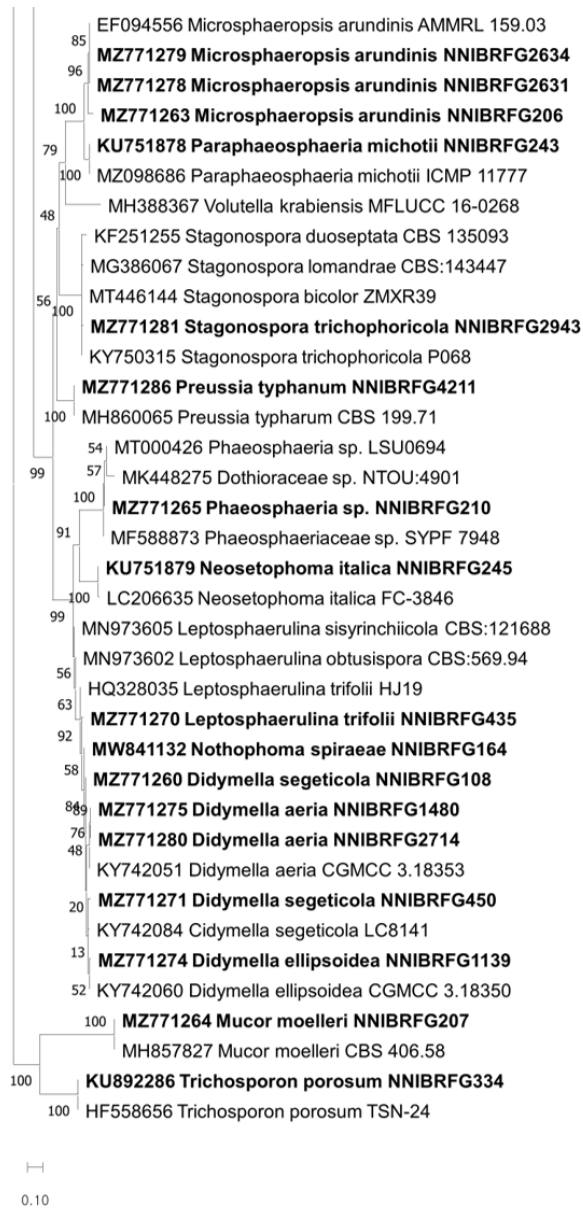 EF094556 Microsphaeropsis arundinis AMMRL 159.03
85
MZ771279 Microsphaeropsis arundinis NNIBRFG2634
96
MZ771278 Microsphaeropsis arundinis NNIBRFG2631
100
MZ771263 Microsphaeropsis arundinis NNIBRFG206
KU751878 Paraphaeosphaeria michotii NNIBRFG243
79
100
MZ098686 Paraphaeosphaeria michotii ICMP 11777
MH388367 Volutella krabiensis MFLUCC 16-0268
48
KF251255 Stagonospora duoseptata CBS 135093
MG386067 Stagonospora lomandrae CBS:143447
56
MT446144 Stagonospora bicolor ZMXR39
100
MZ771281 Stagonospora trichophoricola NNIBRFG2943
KY750315 Stagonospora trichophoricola P068
MZ771286 Preussia typhanum NNIBRFG4211
100
MH860065 Preussia typharum CBS 199.71
54
MT000426 Phaeosphaeria sp. LSU0694
99
57
MK448275 Dothioraceae sp. NTOU:4901
100
MZ771265 Phaeosphaeria sp. NNIBRFG210
91
MF588873 Phaeosphaeriaceae sp. SYPF 7948
KU751879 Neosetophoma italica NNIBRFG245
100
LC206635 Neosetophoma italica FC-3846
99
MN973605 Leptosphaerulina sisyrinchiicola CBS:121688
MN973602 Leptosphaerulina obtusispora CBS:569.94
56
HQ328035 Leptosphaerulina trifolii HJ19
63
MZ771270 Leptosphaerulina trifolii NNIBRFG435
92
MW841132 Nothophoma spiraeae NNIBRFG164
58
MZ771260 Didymella segeticola NNIBRFG108
84
89
MZ771275 Didymella aeria NNIBRFG1480
76
MZ771280 Didymella aeria NNIBRFG2714
48
KY742051 Didymella aeria CGMCC 3.18353
MZ771271 Didymella segeticola NNIBRFG450
20
KY742084 Cidymella segeticola LC8141
13
MZ771274 Didymella ellipsoidea NNIBRFG1139
52
KY742060 Didymella ellipsoidea CGMCC 3.18350
100
MZ771264 Mucor moelleri NNIBRFG207
MH857827 Mucor moelleri CBS 406.58
100
KU892286 Trichosporon porosum NNIBRFG334
100
HF558656 Trichosporon porosum TSN-24
0.10